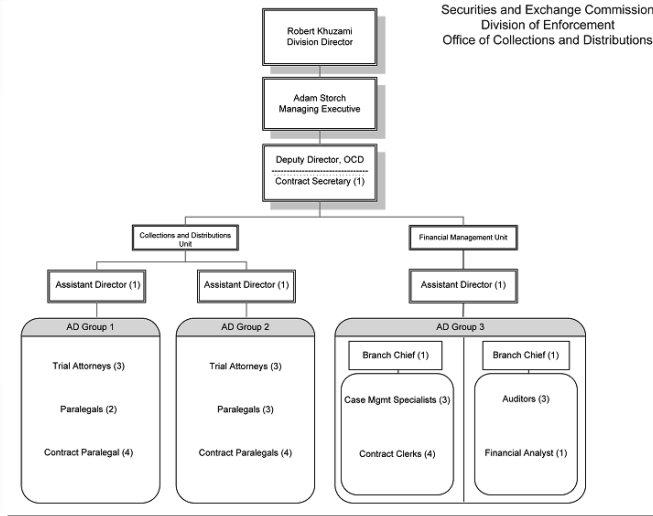 Securities and Exchange Commission
Division of Enforcement
Office of Collections and Distributions
Robert Khuzami
Division Director
Adam Storch
Managing Executive
Deputy Director, OCD
Contract Secretary (1)
Collections and Distributions
Unit
Financial Management Unit
Assistant Director (1)
Assistant Director (1)
Assistant Director (1)
AD Group 1
AD Group 2
AD Group 3
Trial Attorneys (3)
Paralegals (2)
Contract Paralegal (4)
Trial Attorneys (3)
Paralegals (3)
Contract Paralegals (4)
Branch Chief (1)
Case Mgmt Specialists (3)
Contract Clerks (4)
Branch Chief (1)
Auditors (3)
Financial Analyst (1)